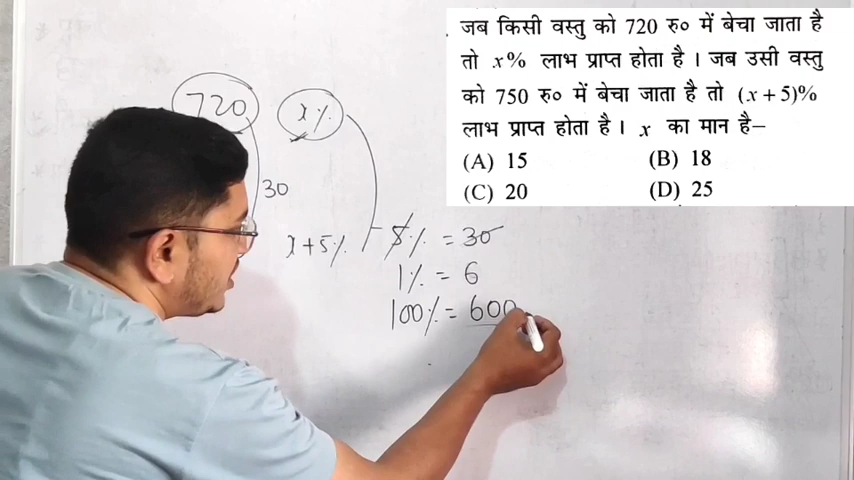 जब किसी वस्तु को 720 रु० में बेचा जाता है
तो x% लाभ प्राप्त होता है । जब उसी वस्तु
को 750 रु० में बेचा जाता है तो (x + 5)%
लाभ प्राप्त होता है । x का मान है–
(A) 15 (B) 18
(C) 20 (D) 25
720 x%
30
x+5% 5% = 30
1% = 6
100% = 600